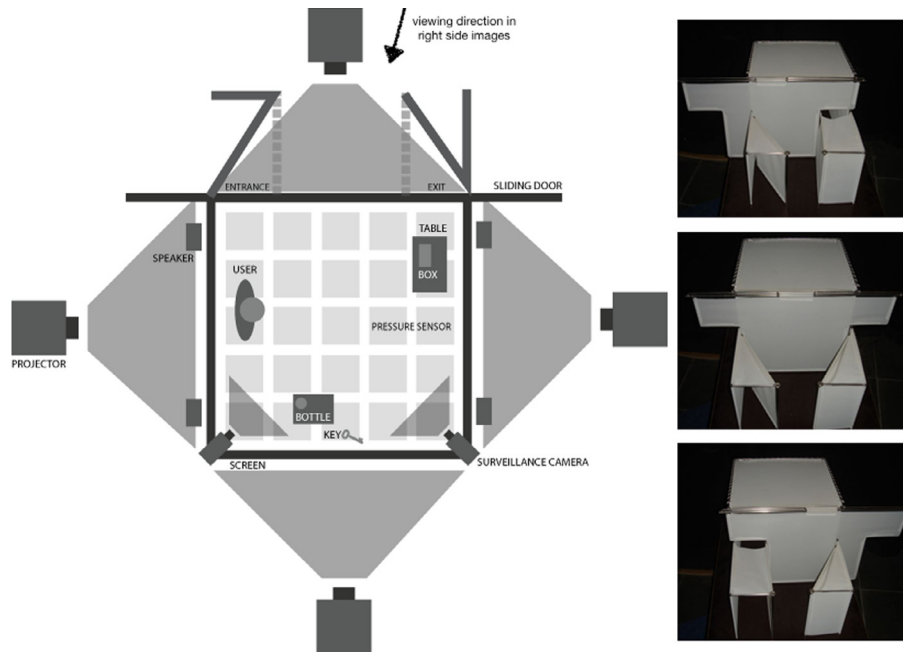 viewing direction in
right side images
ENTRANCE
EXIT
SLIDING DOOR
TABLE
SPEAKER
USER
BOX
PRESSURE SENSOR
PROJECTOR
BOTTLE
KEY
SCREEN
SURVEILLANCE CAMERA